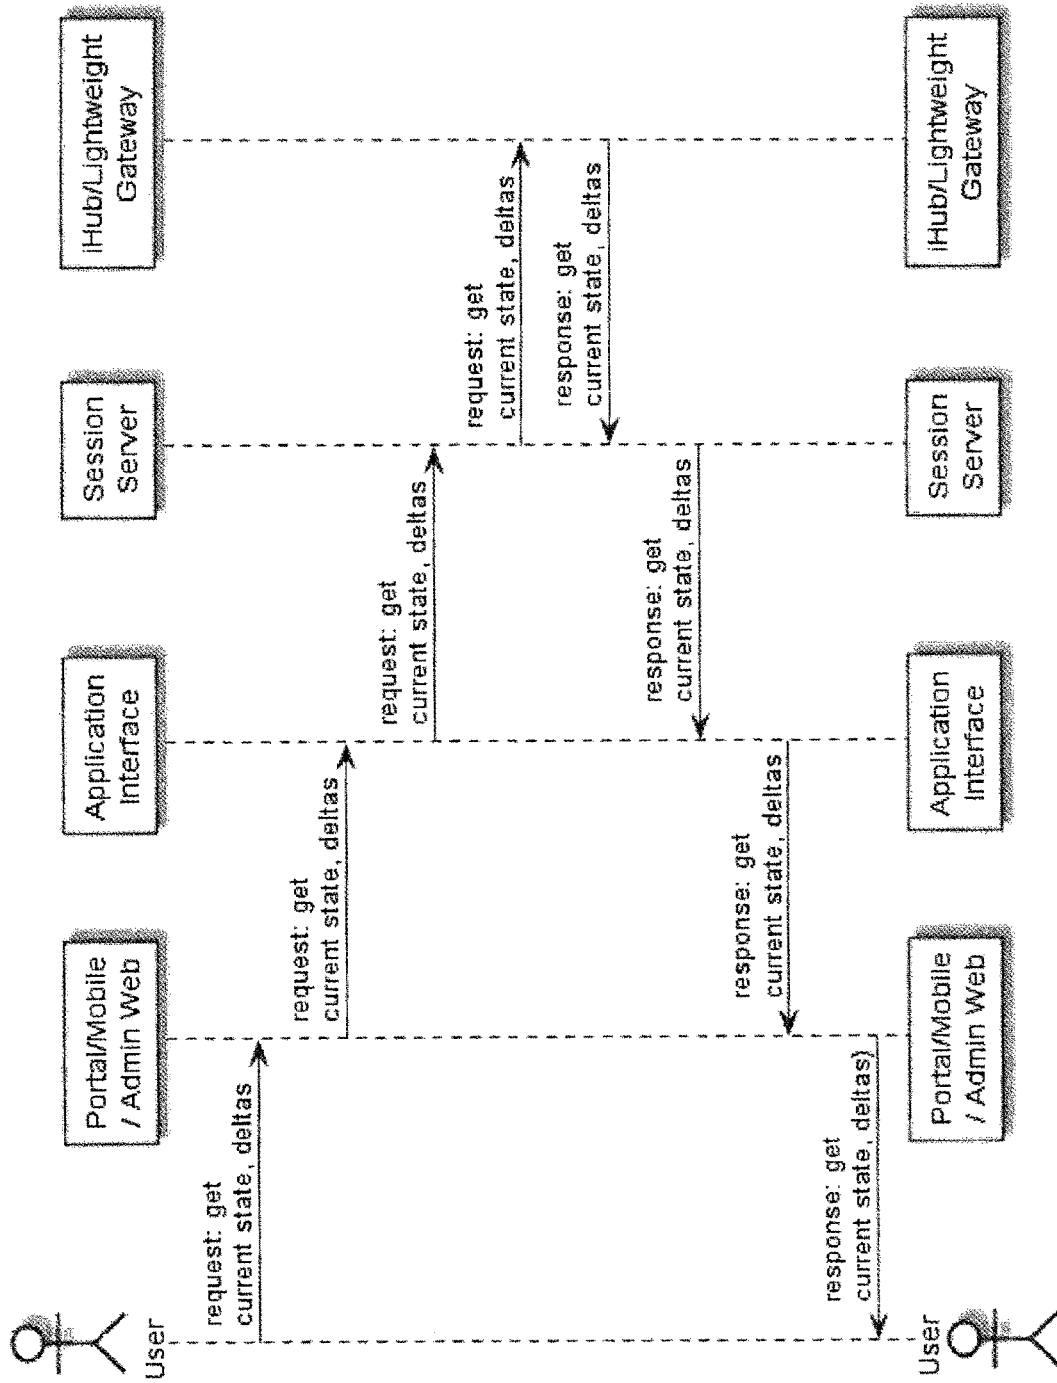 User
Portal/Mobile
/ Admin Web
Application
Interface
Session
Server
iHub/Lightweight
Gateway
request: get
current state, deltas
request: get
current state, deltas
request: get
current state, deltas
request: get
current state, deltas
response: get
current state, deltas
response: get
current state, deltas
response: get
current state, deltas
response: get
current state, deltas)
User
Portal/Mobile
/ Admin Web
Application
Interface
Session
Server
iHub/Lightweight
Gateway